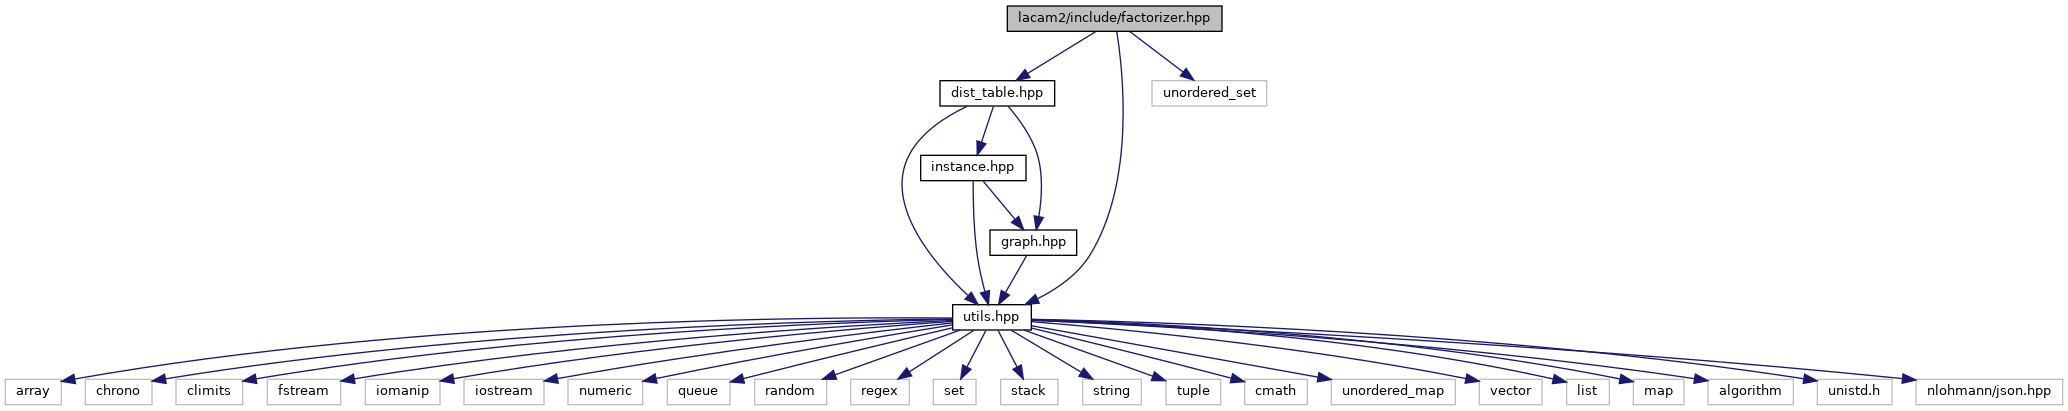 lacam2/include/factorizer.hpp
dist_table.hpp
unordered_set
instance.hpp
graph.hpp
utils.hpp
array
chrono
climits
fstream
iomanip
iostream
numeric
queue
random
regex
set
stack
string
tuple
cmath
unordered_map
vector
list
map
algorithm
unistd.h
nlohmann/json.hpp